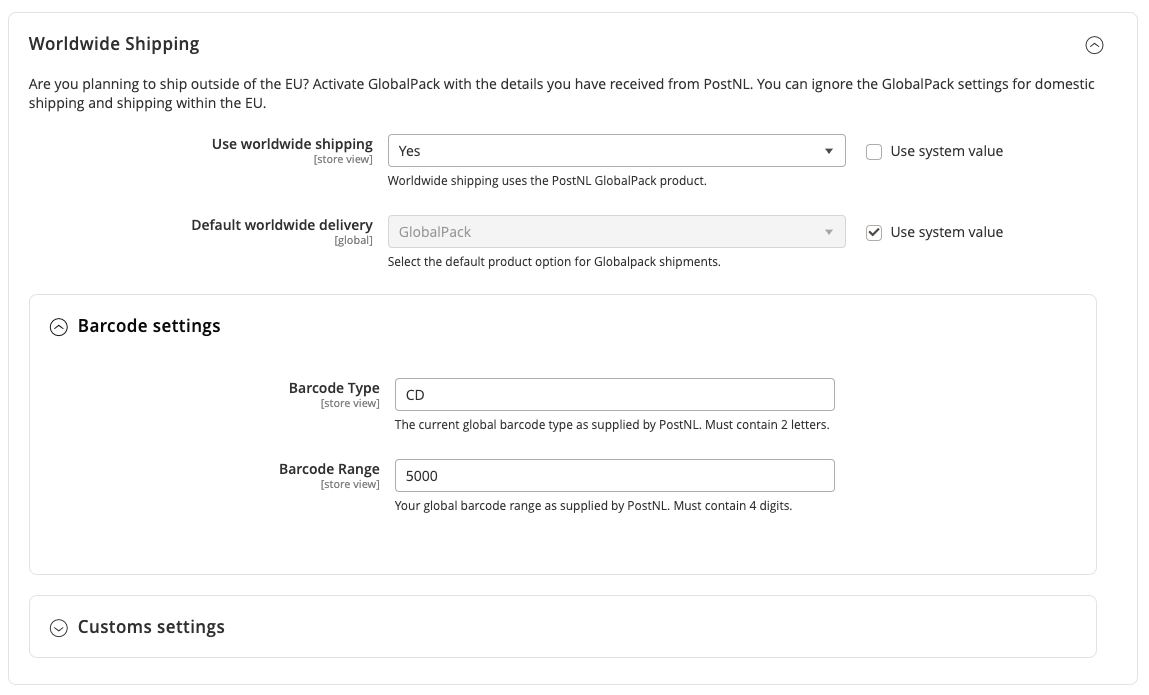 Worldwide Shipping
Are you planning to ship outside of the EU? Activate GlobalPack with the details you have received from PostNL. You can ignore the GlobalPack settings for domestic
shipping and shipping within the EU.
Use worldwide shipping
[store view]
Yes
Use system value
Worldwide shipping uses the PostNL GlobalPack product.
Default worldwide delivery
[global]
GlobalPack
Use system value
Select the default product option for Globalpack shipments.
Barcode settings
Barcode Type
[store view]
CD
The current global barcode type as supplied by PostNL. Must contain 2 letters.
Barcode Range
[store view]
5000
Your global barcode range as supplied by PostNL. Must contain 4 digits.
Customs settings